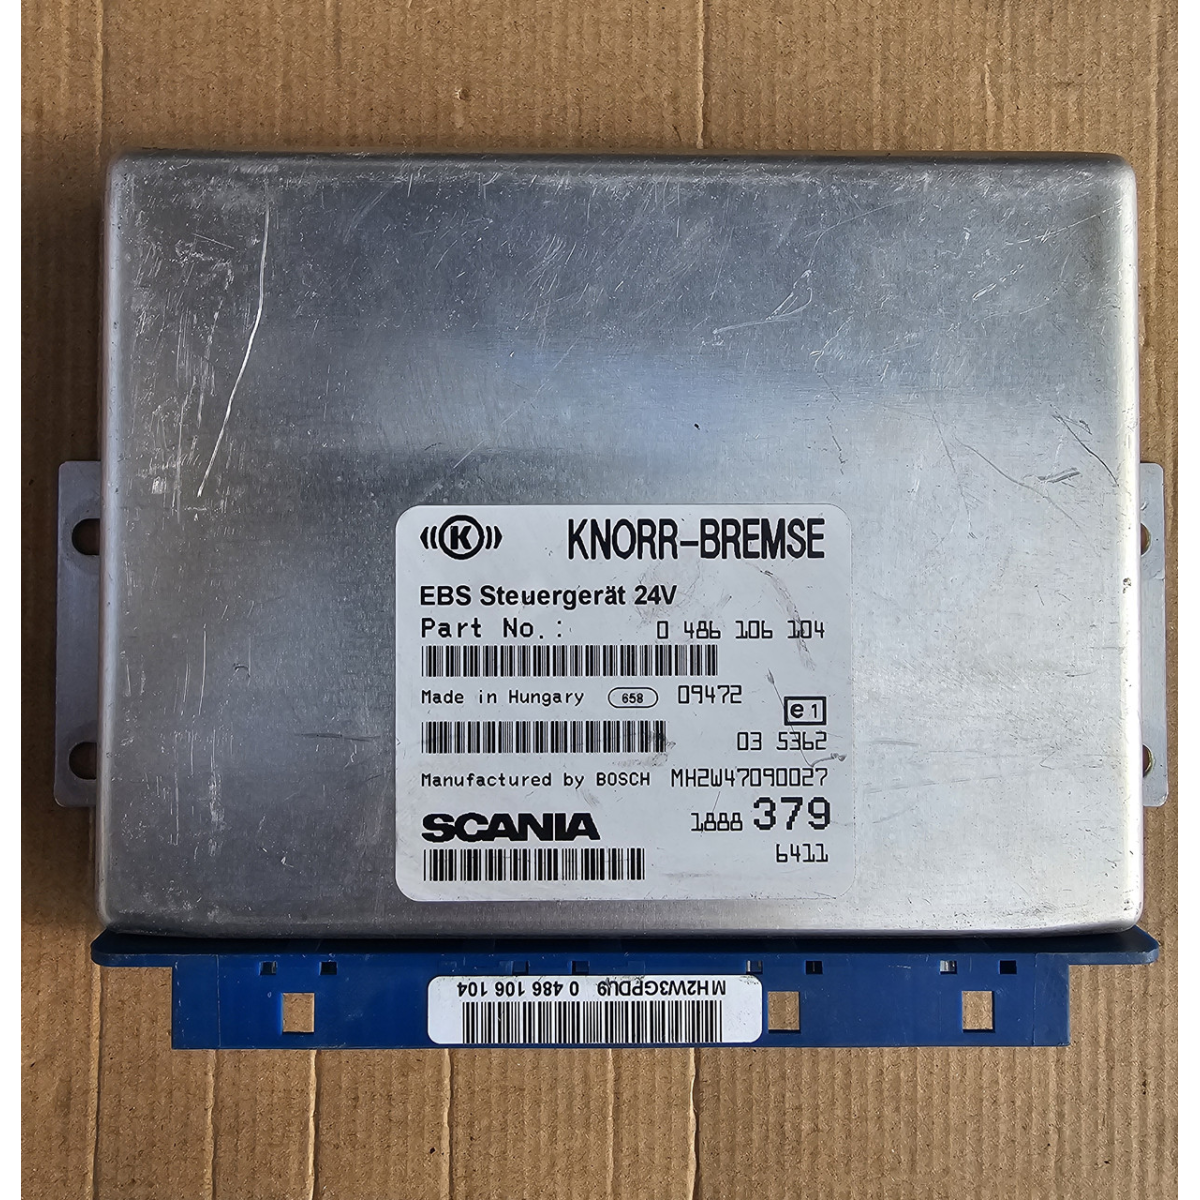 ((K)) KNORR-BREMSE
EBS Steuergerät 24V
Part No.: 0 486 106 104
Made in Hungary 658 09472
e1
03 5362
Manufactured by BOSCH MH2W47090027
SCANIA 1888 379
6411
MH2W3GPDU9 0 486 106 104